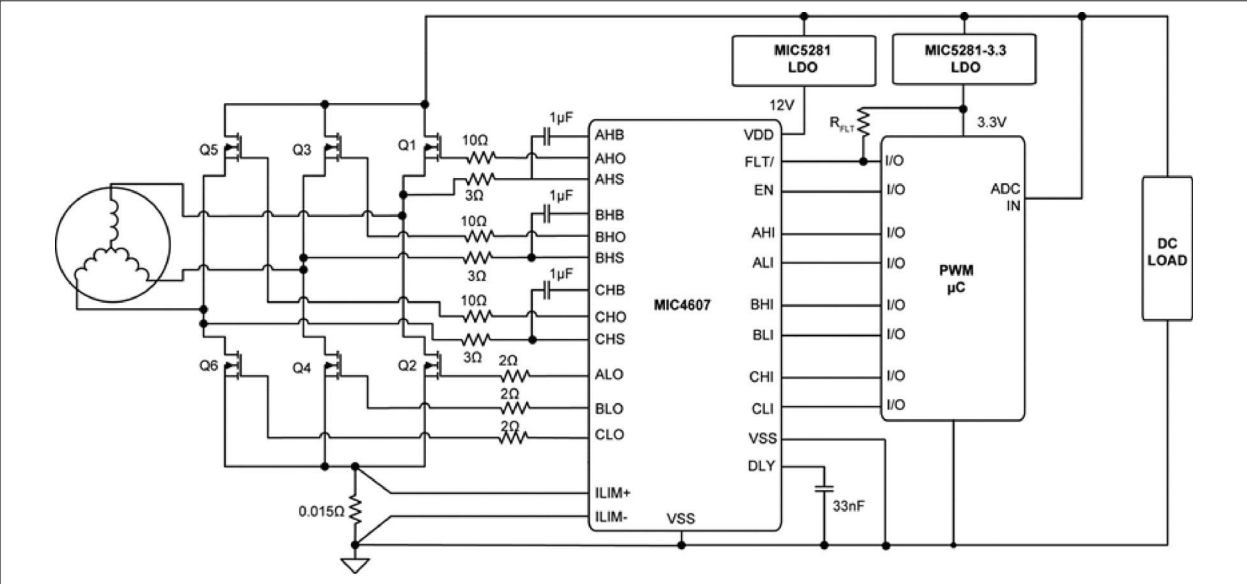 MIC5281
LDO
MIC5281-3.3
LDO
12V
3.3V
RFLT
Q5
Q3
Q1
10Ω
3Ω
1µF
10Ω
3Ω
1µF
10Ω
3Ω
1µF
Q6
Q4
Q2
2Ω
2Ω
2Ω
0.015Ω
AHB
AHO
AHS
BHB
BHO
BHS
CHB
CHO
CHS
ALO
BLO
CLO
ILIM+
ILIM-
MIC4607
VSS
VDD
FLT/
EN
AHI
ALI
BHI
BLI
CHI
CLI
VSS
DLY
33nF
I/O
I/O
I/O
I/O
I/O
I/O
I/O
I/O
ADC
IN
PWM
µC
DC
LOAD